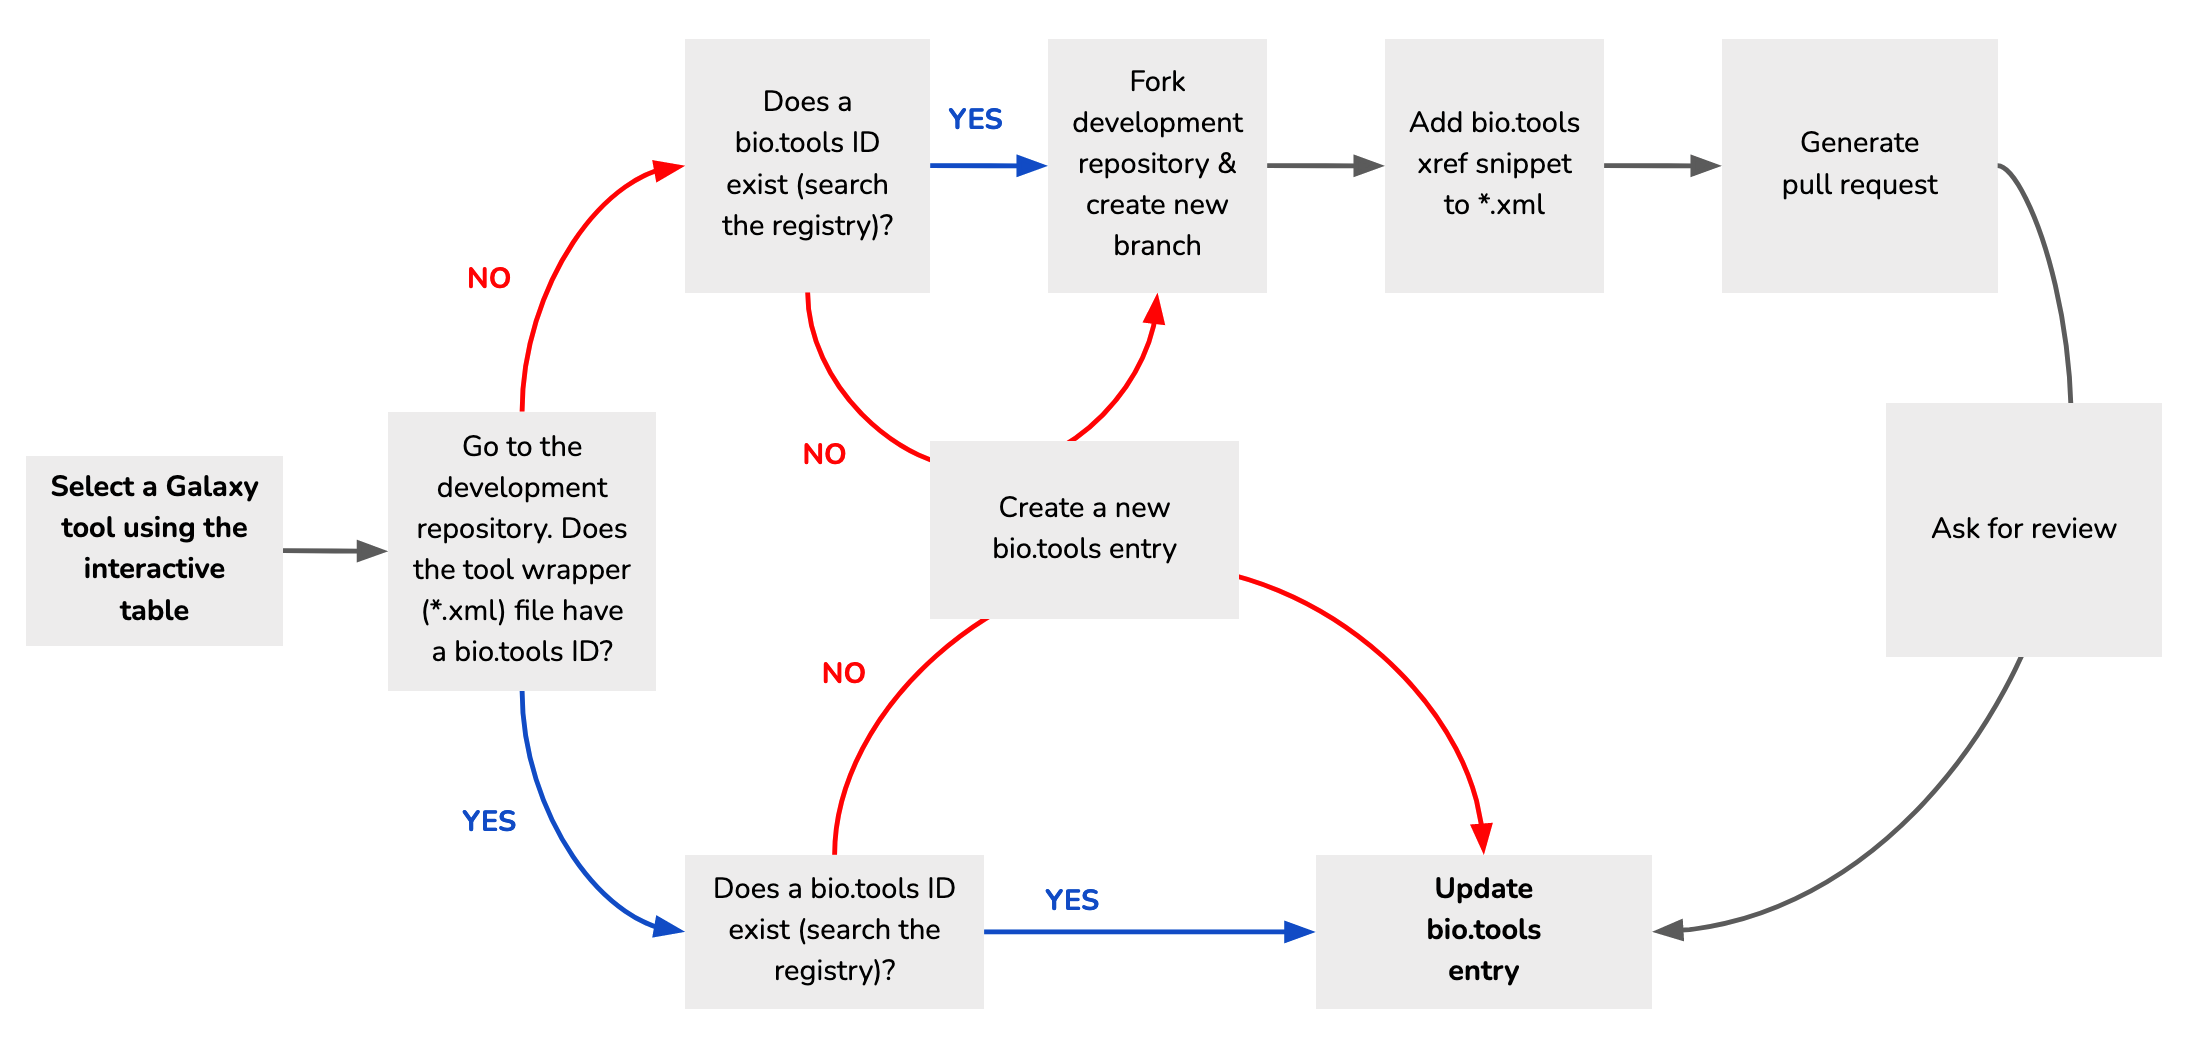 Select a Galaxy
tool using the
interactive
table
Go to the
development
repository. Does
the tool wrapper
(*.xml) file have
a bio.tools ID?
NO
Does a
bio.tools ID
exist (search
the registry)?
YES
Fork
development
repository &
create new
branch
Add bio.tools
xref snippet
to *.xml
Generate
pull request
NO
Create a new
bio.tools entry
Ask for review
NO
YES
Does a bio.tools ID
exist (search the
registry)?
YES
Update
bio.tools
entry